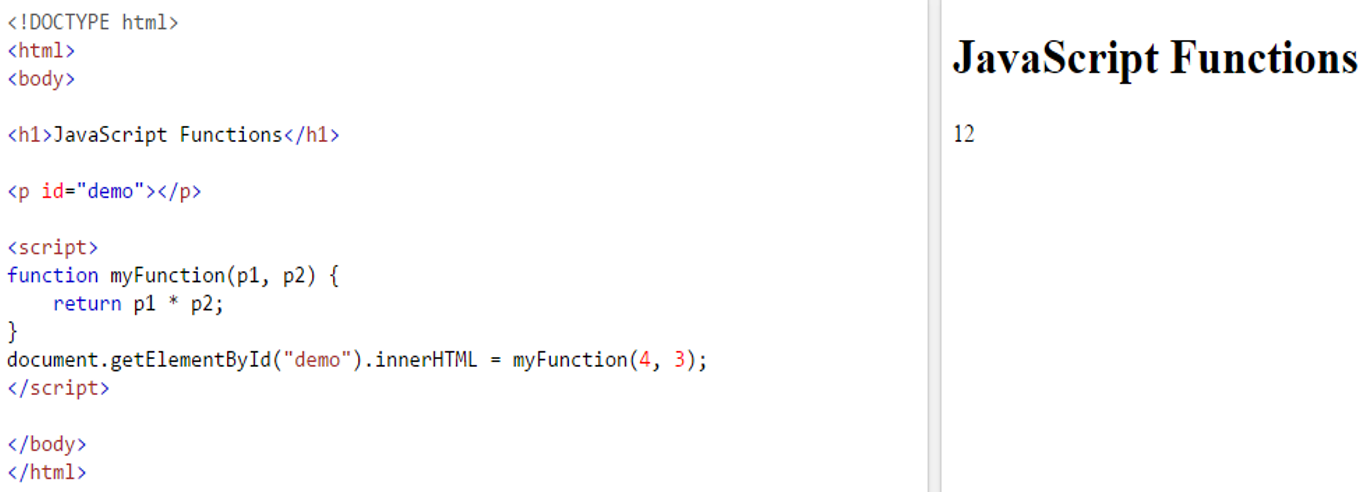 <!DOCTYPE html>
<html>
<body>
<h1>JavaScript Functions</h1>
<p id="demo"></p>
<script>
function myFunction(p1, p2) {
    return p1 * p2;
}
document.getElementById("demo").innerHTML = myFunction(4, 3);
</script>
</body>
</html>
JavaScript Functions
12